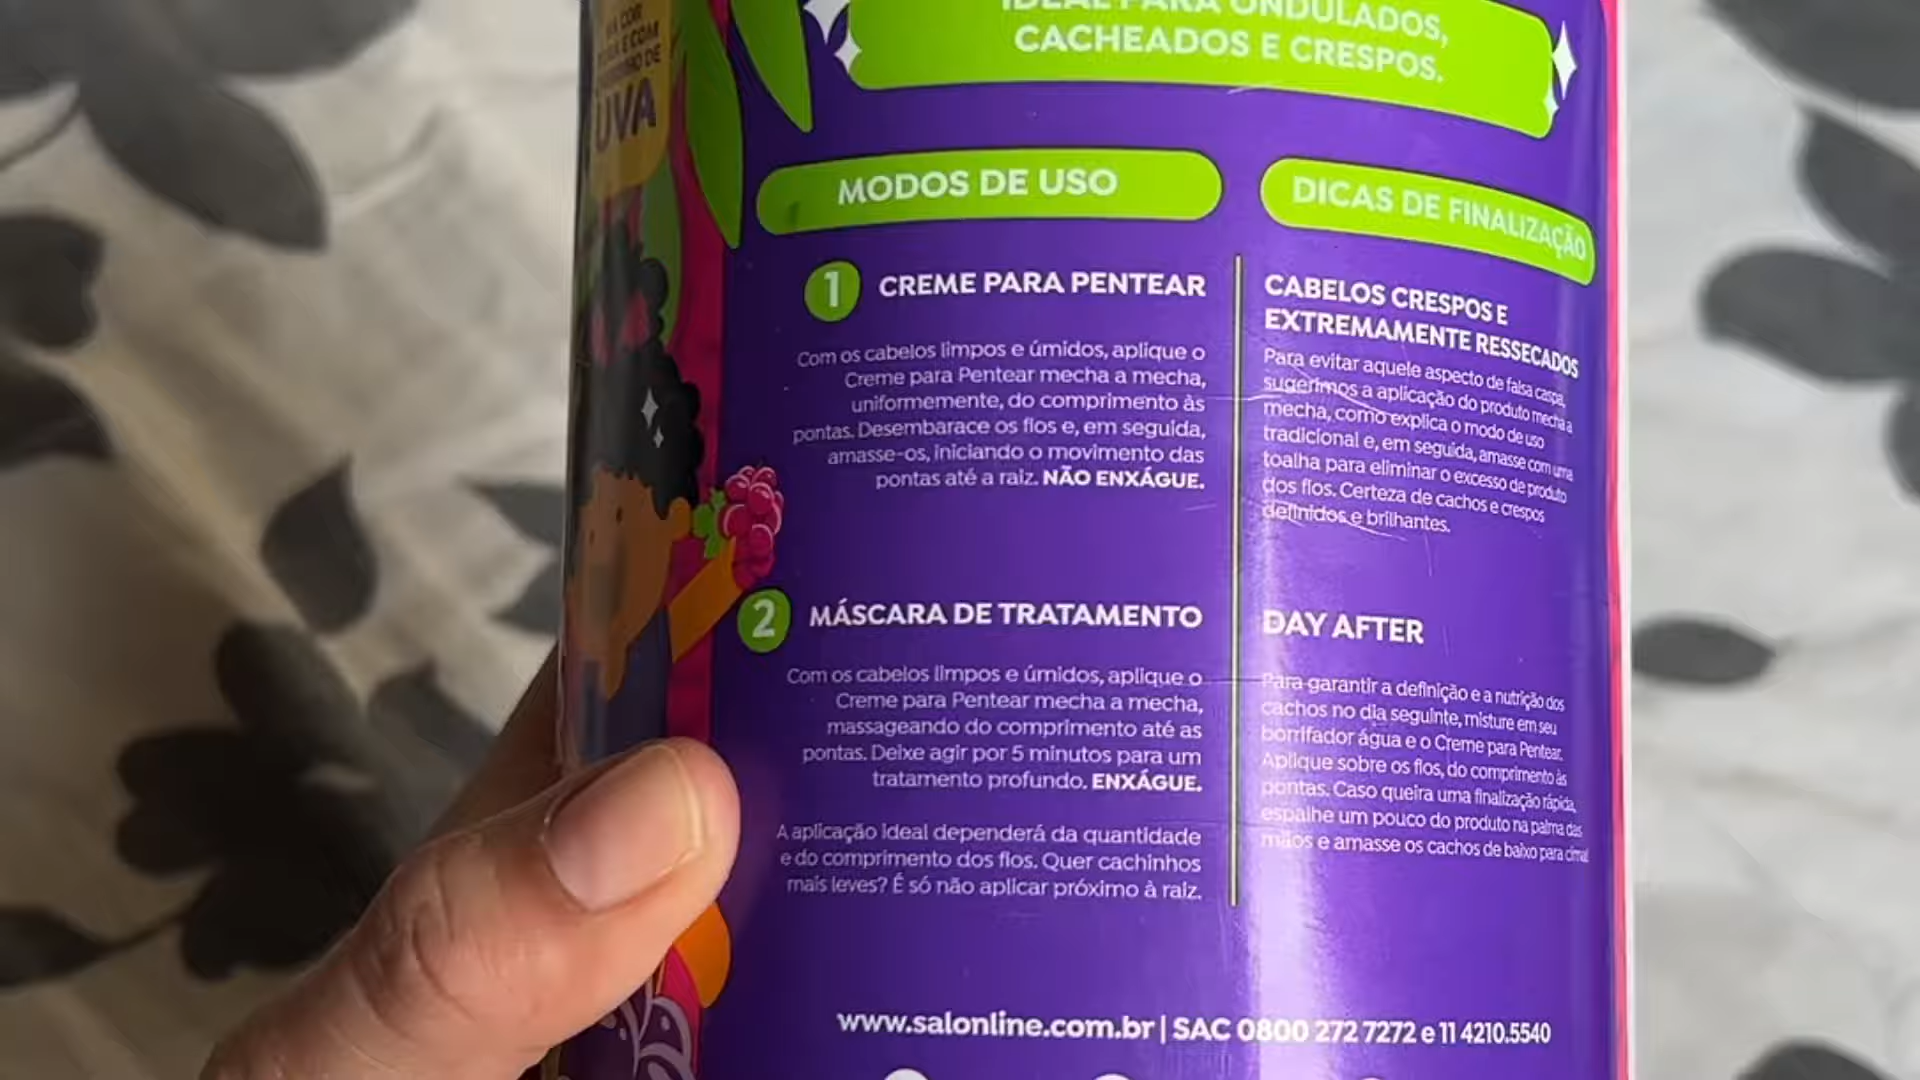 NA COR
ROSA E COM
DE
UVA
IDEAL PARA ONDULADOS,
CACHEADOS E CRESPOS.
MODOS DE USO
1 CREME PARA PENTEAR
Com os cabelos limpos e úmidos, aplique o
Creme para Pentear mecha a mecha,
uniformemente, do comprimento às
pontas. Desembarace os fios e, em seguida,
amasse-os, iniciando o movimento das
pontas até a raiz. NÃO ENXÁGUE.
2 MÁSCARA DE TRATAMENTO
Com os cabelos limpos e úmidos, aplique o
Creme para Pentear mecha a mecha,
massageando do comprimento até as
pontas. Deixe agir por 5 minutos para um
tratamento profundo. ENXÁGUE.
A aplicação ideal dependerá da quantidade
e do comprimento dos fios. Quer cachinhos
mais leves? É só não aplicar próximo à raiz.
DICAS DE FINALIZAÇÃO
CABELOS CRESPOS E
EXTREMAMENTE RESSECADOS
Para evitar aquele aspecto de falsa caspa,
sugerimos a aplicação do produto mecha a
mecha, como explica o modo de uso
tradicional e, em seguida, amasse com uma
toalha para eliminar o excesso de produto
dos fios. Certeza de cachos e crespos
definidos e brilhantes.
DAY AFTER
Para garantir a definição e a nutrição dos
cachos no dia seguinte, misture em seu
borrifador água e o Creme para Pentear.
Aplique sobre os fios, do comprimento às
pontas. Caso queira uma finalização rápida,
espalhe um pouco do produto na palma das
mãos e amasse os cachos de baixo para cima!
www.salonline.com.br | SAC 0800 272 7272 e 11 4210.5540